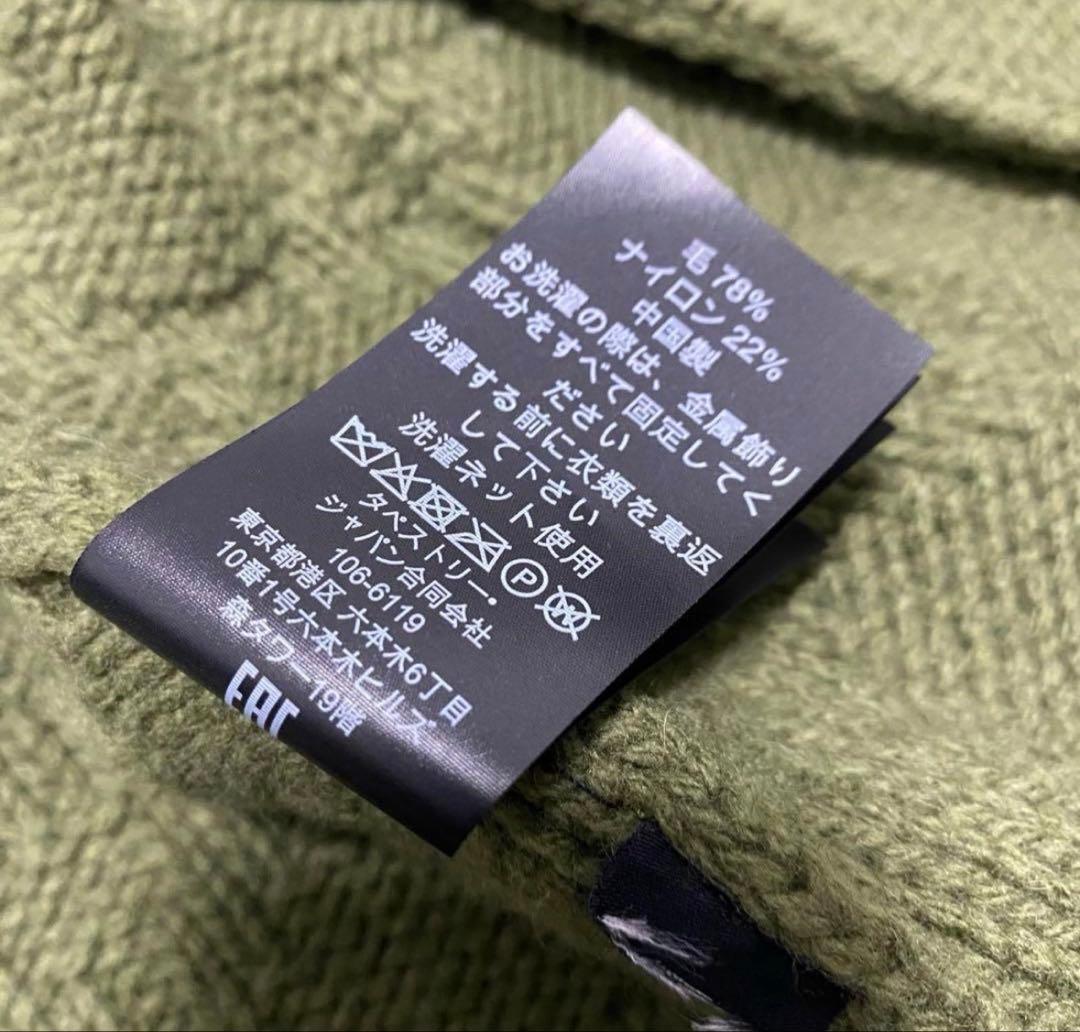 毛 78%
ナイロン 22%
中国製
お洗濯の際は、金属飾り
部分をすべて固定してく
ださい
洗濯する前に衣類を裏返
して下さい
洗濯ネット使用
P W
タペストリー・
ジャパン合同会社
106-6119
東京都港区 六本木6丁目
10番1号六本木ヒルズ
森タワー19階
EAC